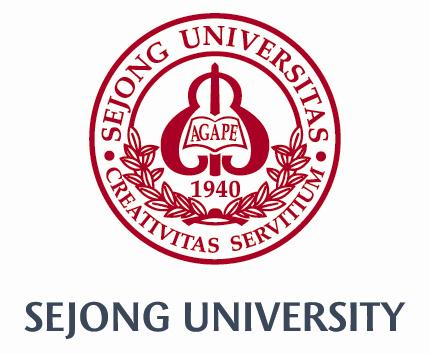 SEJONG UNIVERSITAS
AGAPE
1940
CREATIVITAS SERVITIUM
SEJONG UNIVERSITY